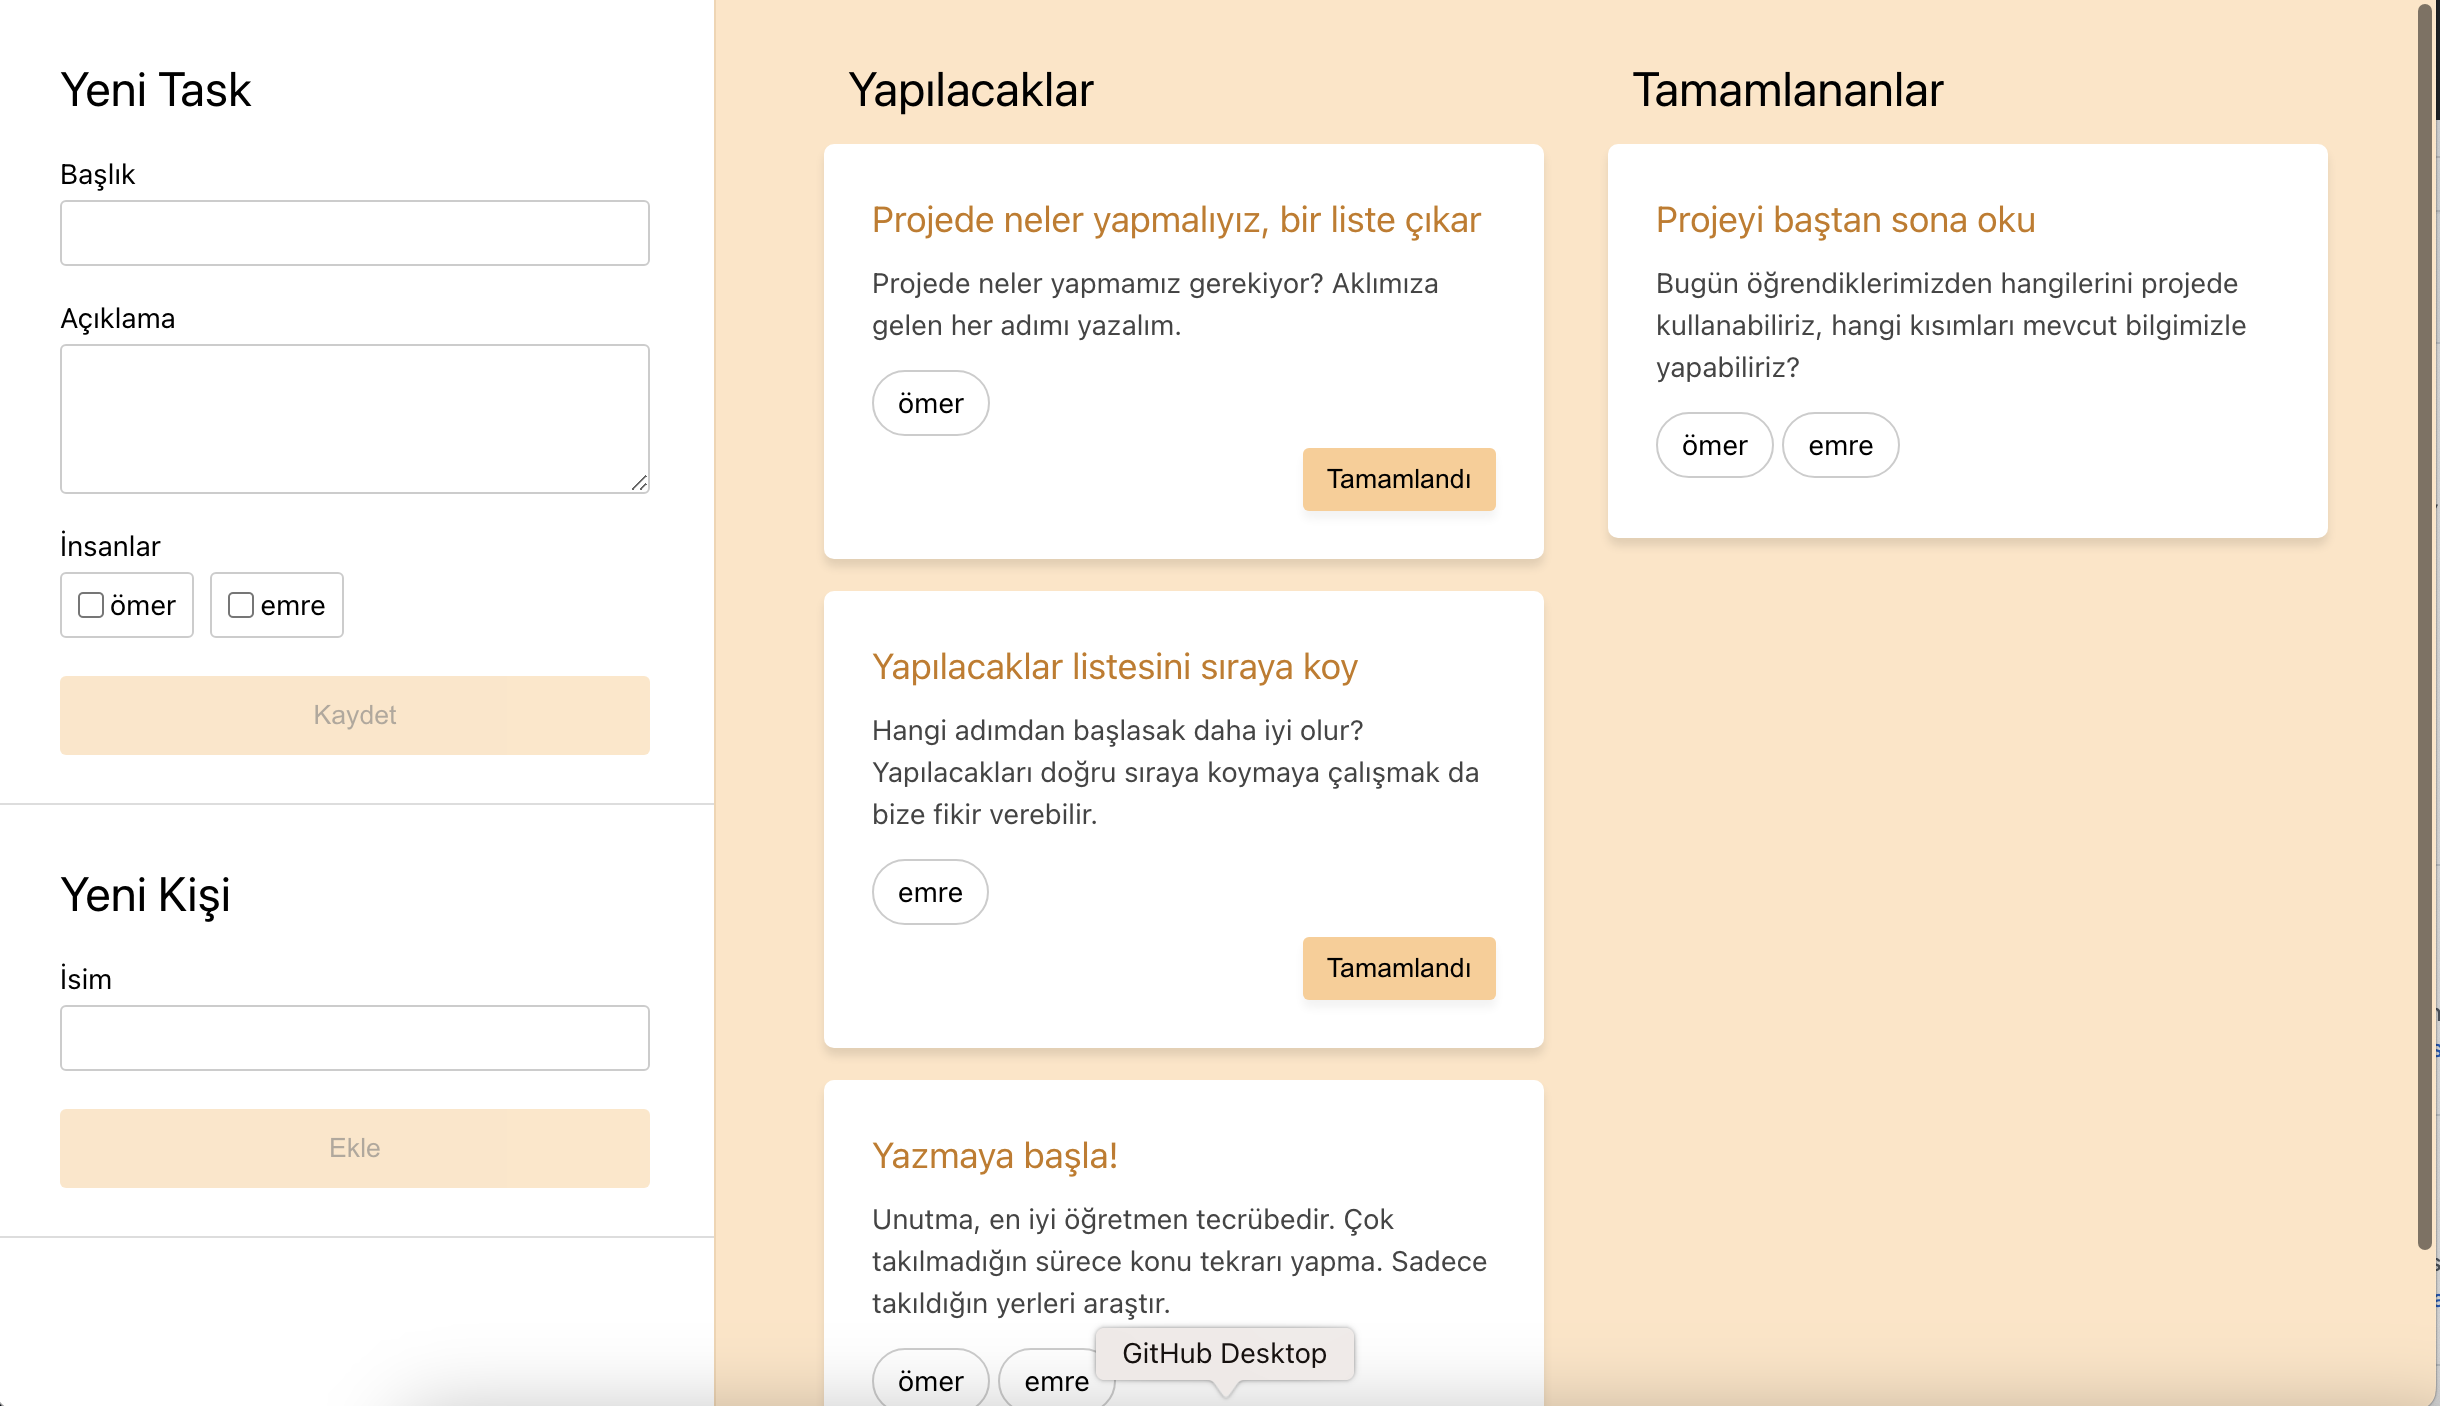 Yeni Task
Başlık
Açıklama
İnsanlar
ömer
emre
Kaydet
Yeni Kişi
İsim
Ekle
Yapılacaklar
Projede neler yapmalıyız, bir liste çıkar
Projede neler yapmamız gerekiyor? Aklımıza
gelen her adımı yazalım.
ömer
Tamamlandı
Yapılacaklar listesini sıraya koy
Hangi adımdan başlasak daha iyi olur?
Yapılacakları doğru sıraya koymaya çalışmak da
bize fikir verebilir.
emre
Tamamlandı
Yazmaya başla!
Unutma, en iyi öğretmen tecrübedir. Çok
takılmadığın sürece konu tekrarı yapma. Sadece
takıldığın yerleri araştır.
ömer emre
GitHub Desktop
Tamamlananlar
Projeyi baştan sona oku
Bugün öğrendiklerimizden hangilerini projede
kullanabiliriz, hangi kısımları mevcut bilgimizle
yapabiliriz?
ömer emre